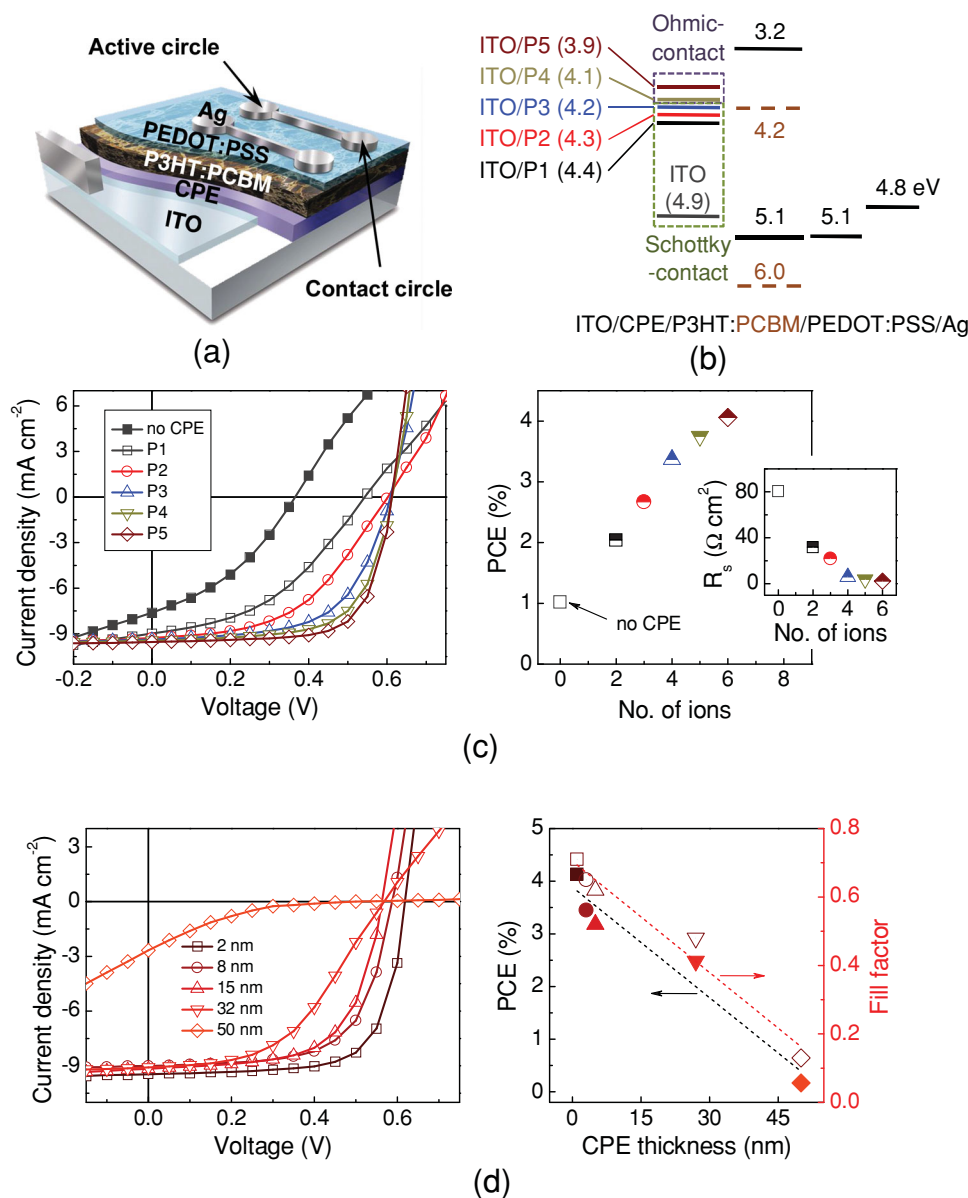 Active circle
Ag
PEDOT:PSS
P3HT:PCBM
CPE
ITO
Contact circle
(a)
Ohmic-
contact
3.2
ITO/P5 (3.9)
ITO/P4 (4.1)
ITO/P3 (4.2)
ITO/P2 (4.3)
ITO/P1 (4.4)
4.2
ITO
(4.9)
4.8 eV
5.1
5.1
Schottky
-contact
6.0
ITO/CPE/P3HT:PCBM/PEDOT:PSS/Ag
(b)
Current density (mA cm-2)
6
3
0
-3
-6
-9
no CPE
P1
P2
P3
P4
P5
-0.2
0.0
0.2
0.4
0.6
Voltage (V)
PCE (%)
4
3
2
1
0
no CPE
0
2
4
6
8
No. of ions
Rs (Ω cm2)
80
40
0
0
2
4
6
No. of ions
(c)
Current density (mA cm-2)
3
0
-3
-6
-9
2 nm
8 nm
15 nm
32 nm
50 nm
0.0
0.2
0.4
0.6
Voltage (V)
PCE (%)
5
4
3
2
1
0
0
15
30
45
CPE thickness (nm)
0.8
0.6
0.4
0.2
0.0
Fill factor
(d)